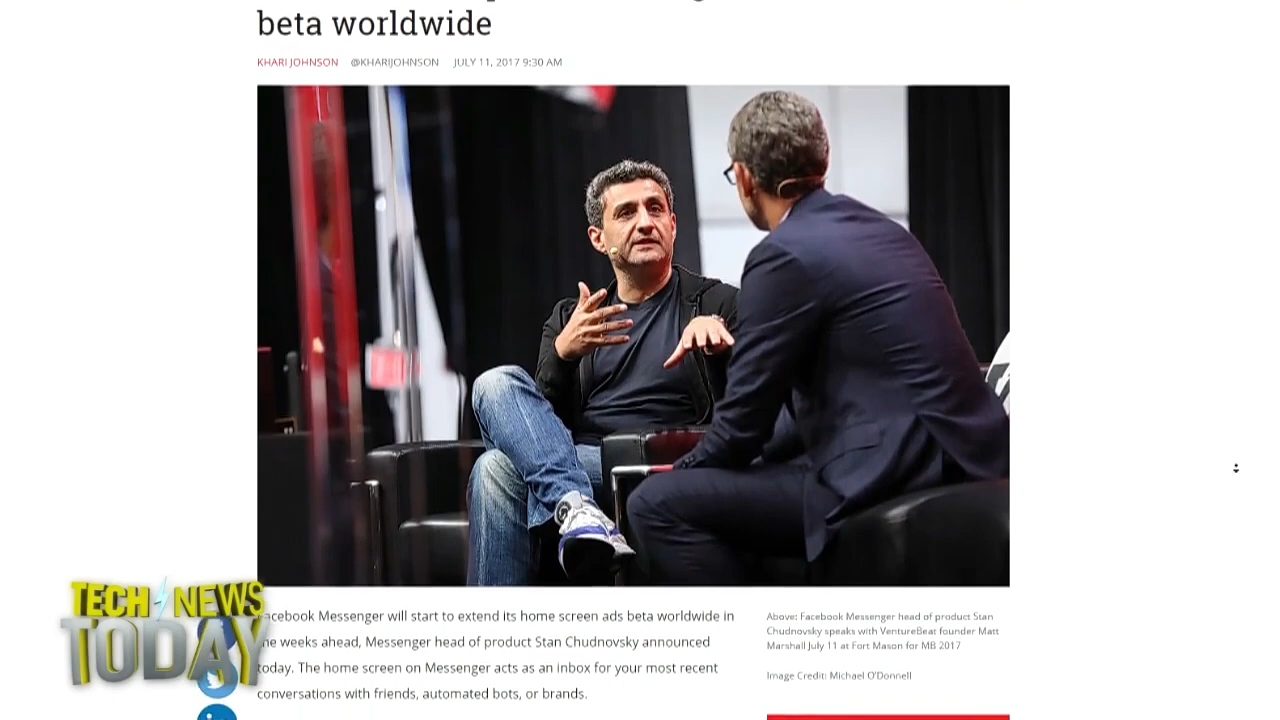 beta worldwide
KHARI JOHNSON @KHARIJOHNSON JULY 11, 2017 9:30 AM
acebook Messenger will start to extend its home screen ads beta worldwide in
he weeks ahead, Messenger head of product Stan Chudnovsky announced
today. The home screen on Messenger acts as an inbox for your most recent
conversations with friends, automated bots, or brands.
Above: Facebook Messenger head of product Stan
Chudnovsky speaks with VentureBeat founder Matt
Marshall July 11 at Fort Mason for MB 2017
Image Credit: Michael O'Donnell
TECH NEWS
TODAY